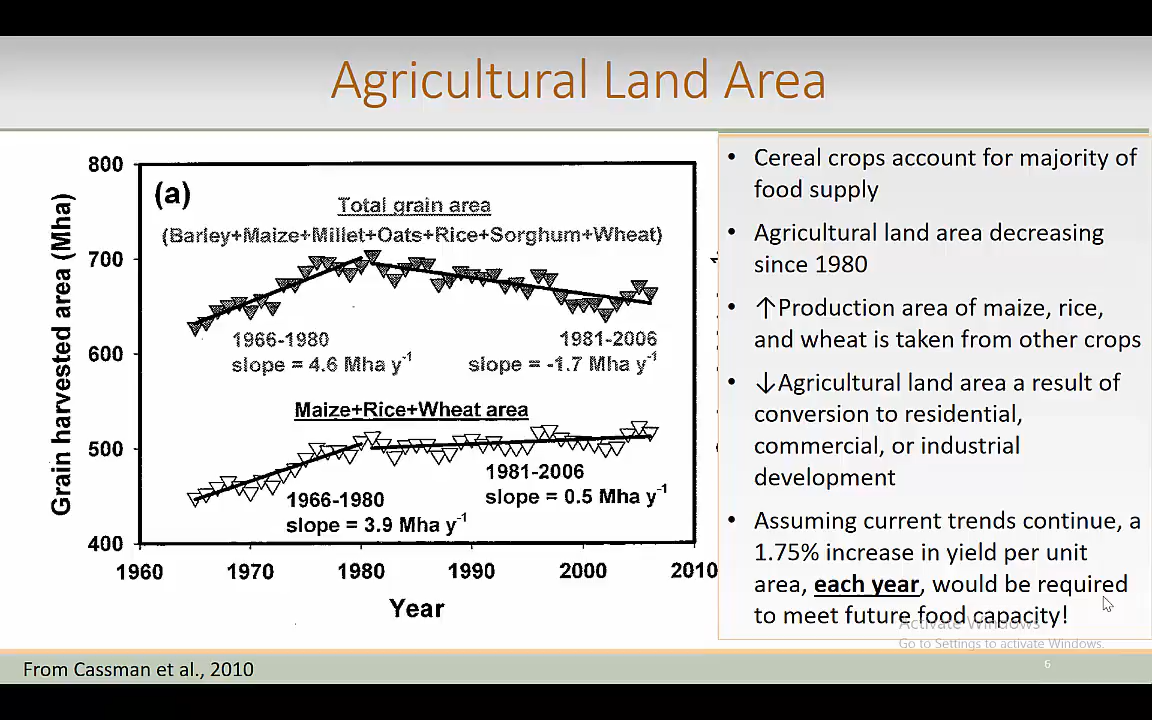 Agricultural Land Area
800
700
600
500
400
Grain harvested area (Mha)
(a)
Total grain area
(Barley+Maize+Millet+Oats+Rice+Sorghum+Wheat)
1966-1980
slope = 4.6 Mha y⁻¹
1981-2006
slope = -1.7 Mha y⁻¹
Maize+Rice+Wheat area
1966-1980
slope = 3.9 Mha y⁻¹
1981-2006
slope = 0.5 Mha y⁻¹
1960 1970 1980 1990 2000 2010
Year
• Cereal crops account for majority of
food supply
• Agricultural land area decreasing
since 1980
• ↑Production area of maize, rice,
and wheat is taken from other crops
• ↓Agricultural land area a result of
conversion to residential,
commercial, or industrial
development
• Assuming current trends continue, a
1.75% increase in yield per unit
area, each year, would be required
to meet future food capacity!
Activate Windows
Go to Settings to activate Windows.
From Cassman et al., 2010
6